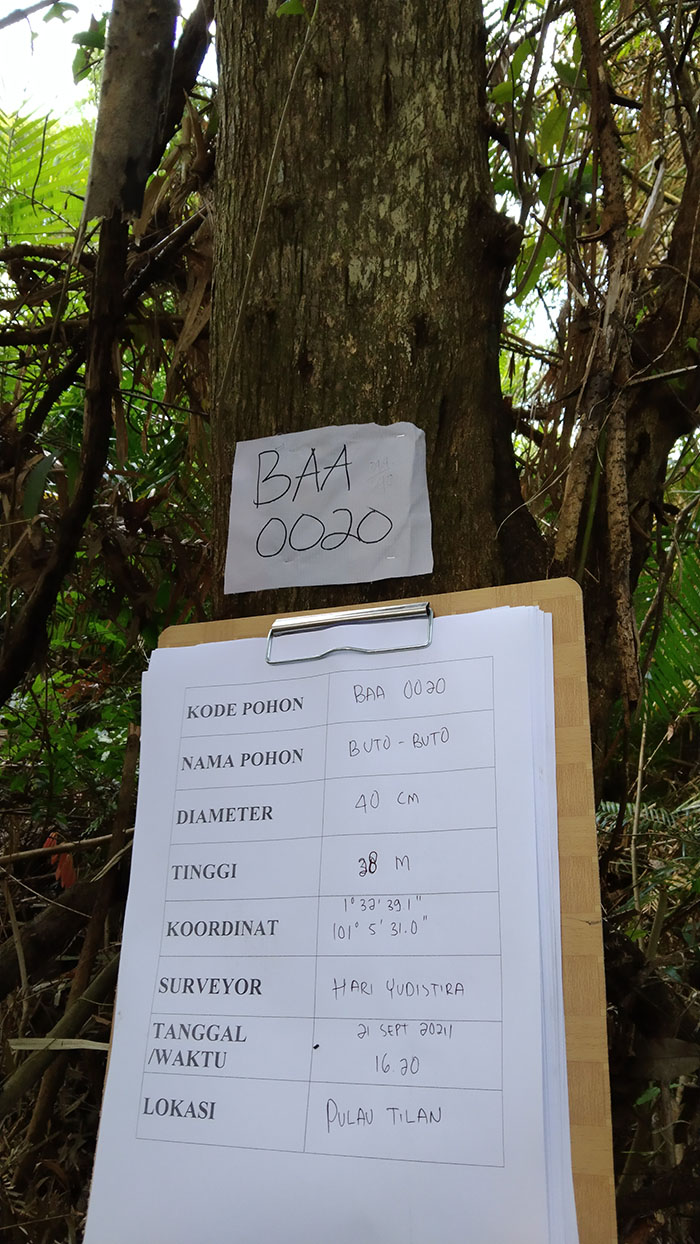 BAA
0020
KODE POHON BAA 0020
NAMA POHON BUTO - BUTO
DIAMETER 40 CM
TINGGI 38 M
KOORDINAT 1° 32' 39.1"
101° 5' 31.0"
SURVEYOR HARI YUDISTIRA
TANGGAL 21 SEPT 2021/
/WAKTU 16.20
LOKASI PULAU TILAN